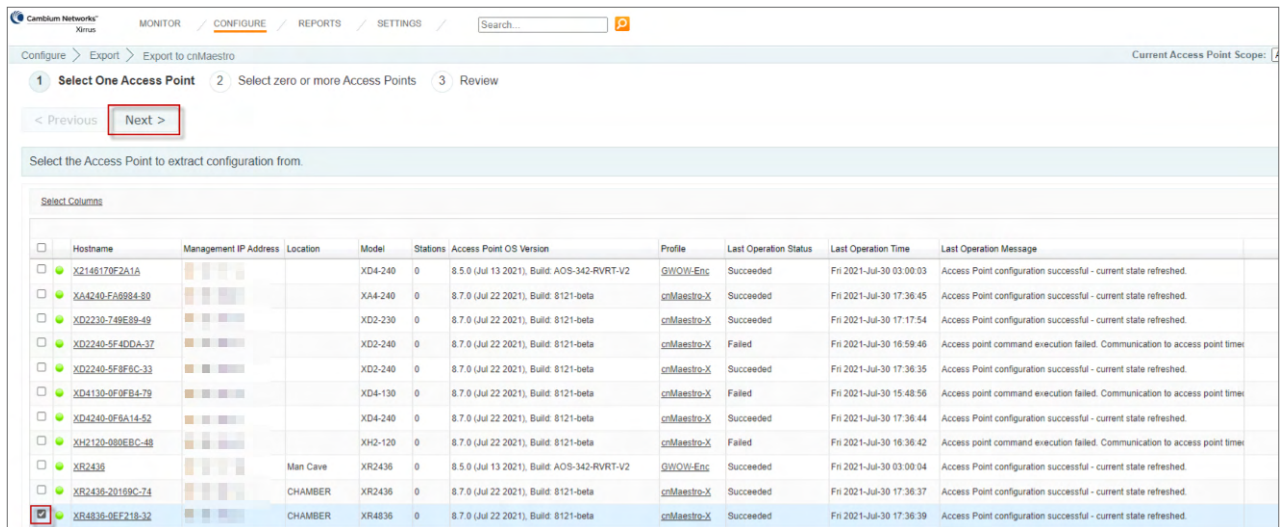 Cambium Networks™
Xirrus
MONITOR / CONFIGURE / REPORTS / SETTINGS /
Search...
Configure > Export > Export to cnMaestro
Current Access Point Scope: A
1 Select One Access Point 2 Select zero or more Access Points 3 Review
< Previous Next >
Select the Access Point to extract configuration from.
Select Columns
Hostname Management IP Address Location Model Stations Access Point OS Version Profile Last Operation Status Last Operation Time Last Operation Message
X2146170F2A1A XD4-240 0 8.5.0 (Jul 13 2021), Build: AOS-342-RVRT-V2 GWOW-Enc Succeeded Fri 2021-Jul-30 03:00:03 Access Point configuration successful - current state refreshed.
XA4240-FA6984-80 XA4-240 0 8.7.0 (Jul 22 2021), Build: 8121-beta cnMaestro-X Succeeded Fri 2021-Jul-30 17:36:45 Access Point configuration successful - current state refreshed.
XD2230-749E89-49 XD2-230 0 8.7.0 (Jul 22 2021), Build: 8121-beta cnMaestro-X Succeeded Fri 2021-Jul-30 17:17:54 Access Point configuration successful - current state refreshed.
XD2240-5F4DDA-37 XD2-240 0 8.7.0 (Jul 22 2021), Build: 8121-beta cnMaestro-X Failed Fri 2021-Jul-30 16:59:46 Access point command execution failed. Communication to access point timed
XD2240-5F8F6C-33 XD2-240 0 8.7.0 (Jul 22 2021), Build: 8121-beta cnMaestro-X Succeeded Fri 2021-Jul-30 17:36:35 Access Point configuration successful - current state refreshed.
XD4130-0F0FB4-79 XD4-130 0 8.7.0 (Jul 22 2021), Build: 8121-beta cnMaestro-X Failed Fri 2021-Jul-30 15:48:56 Access point command execution failed. Communication to access point timed
XD4240-0F6A14-52 XD4-240 0 8.7.0 (Jul 22 2021), Build: 8121-beta cnMaestro-X Succeeded Fri 2021-Jul-30 17:36:44 Access Point configuration successful - current state refreshed.
XH2120-080EBC-48 XH2-120 0 8.7.0 (Jul 22 2021), Build: 8121-beta cnMaestro-X Failed Fri 2021-Jul-30 16:36:42 Access point command execution failed. Communication to access point timed
XR2436 Man Cave XR2436 0 8.5.0 (Jul 13 2021), Build: AOS-342-RVRT-V2 GWOW-Enc Succeeded Fri 2021-Jul-30 03:00:04 Access Point configuration successful - current state refreshed.
XR2436-20169C-74 CHAMBER XR2436 0 8.7.0 (Jul 22 2021), Build: 8121-beta cnMaestro-X Succeeded Fri 2021-Jul-30 17:36:37 Access Point configuration successful - current state refreshed.
XR4836-0EF218-32 CHAMBER XR4836 0 8.7.0 (Jul 22 2021), Build: 8121-beta cnMaestro-X Succeeded Fri 2021-Jul-30 17:36:39 Access Point configuration successful - current state refreshed.